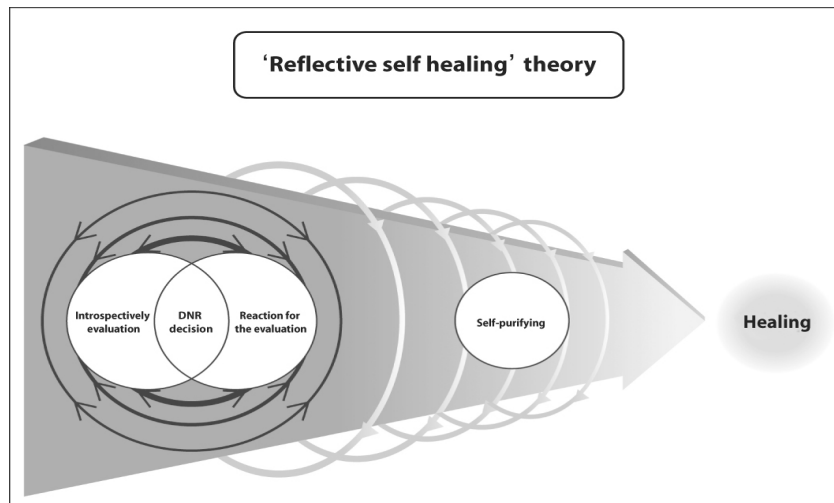 ‘Reflective self healing’ theory
Introspectively
evaluation
DNR
decision
Reaction for
the evaluation
Self-purifying
Healing